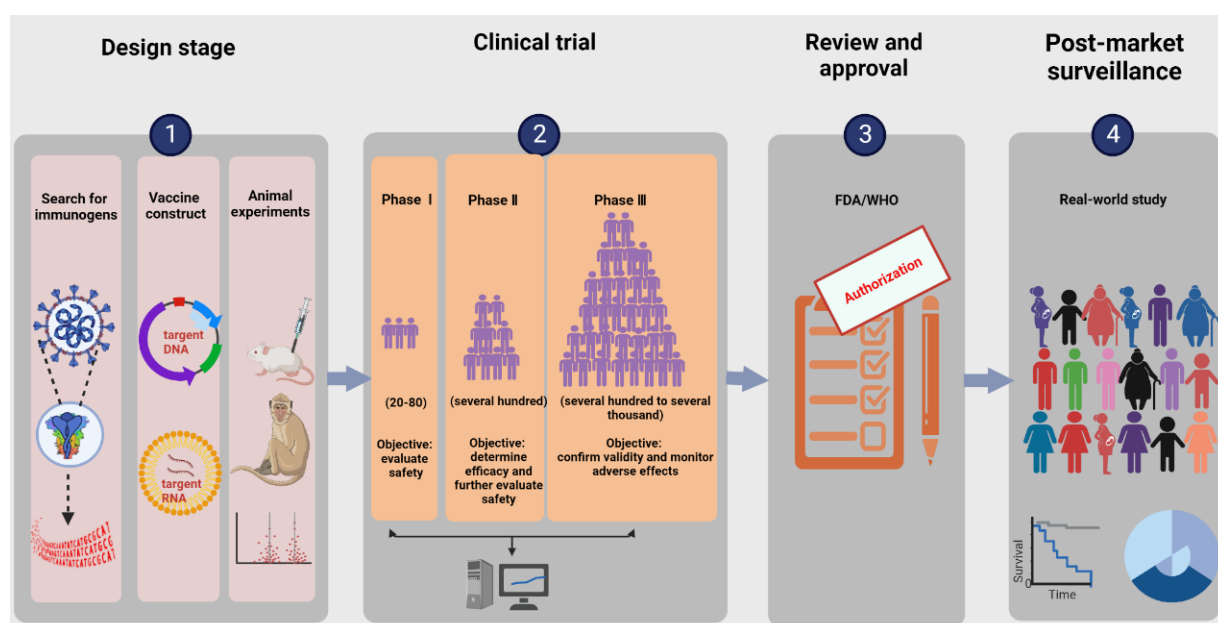 Design stage
Clinical trial
Review and
approval
Post-market
surveillance
1
2
3
4
Search for
immunogens
Vaccine
construct
Animal
experiments
targent
DNA
targent
RNA
Phase Ⅰ
Phase Ⅱ
Phase Ⅲ
(20-80)
(several hundred)
(several hundred to several
thousand)
Objective:
evaluate
safety
Objective:
determine
efficacy and
further evaluate
safety
Objective:
confirm validity and monitor
adverse effects
FDA/WHO
Authorization
Real-world study
Survival
0
Time